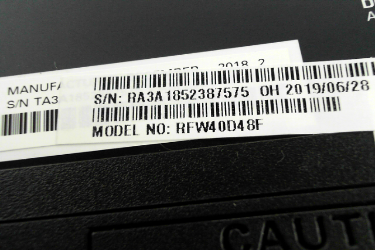 D
A
MANUFA
2018 2
S/N TA3
S/N: RA3A1852387575 OH 2019/06/28
MODEL NO: RFW40D48F
CAUT